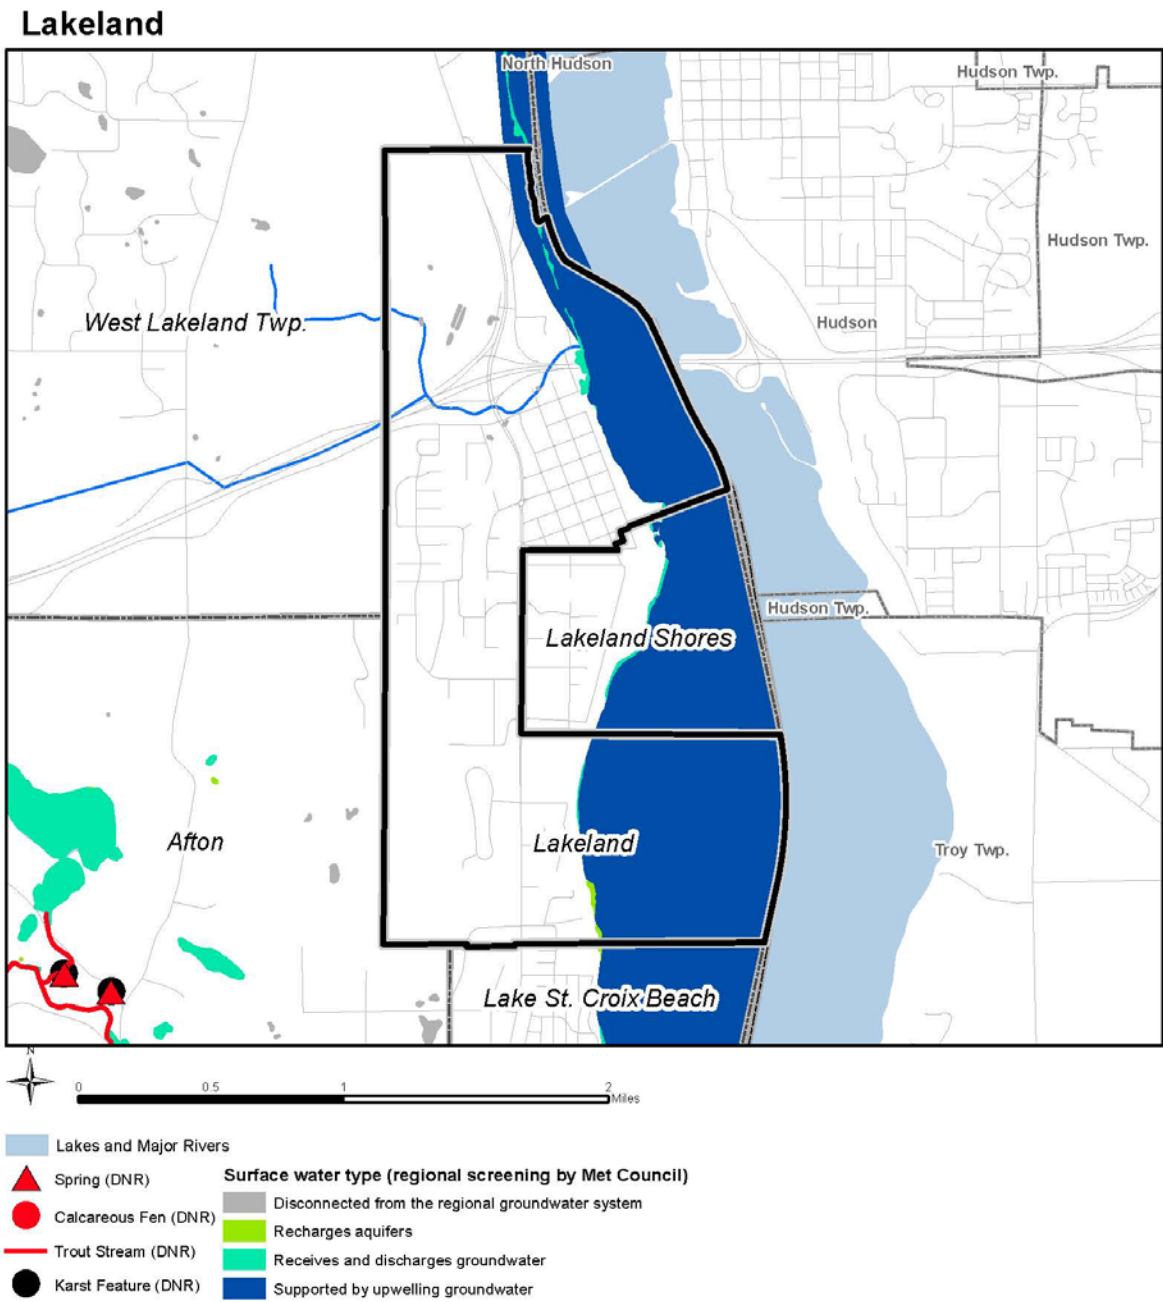 Lakeland
North Hudson
Hudson Twp.
Hudson Twp.
West Lakeland Twp.
Hudson
Hudson Twp.
Lakeland Shores
Afton
Lakeland
Troy Twp.
Lake St. Croix Beach
N
0 0.5 1 2
Miles
Lakes and Major Rivers
Spring (DNR)
Calcareous Fen (DNR)
Trout Stream (DNR)
Karst Feature (DNR)
Surface water type (regional screening by Met Council)
Disconnected from the regional groundwater system
Recharges aquifers
Receives and discharges groundwater
Supported by upwelling groundwater